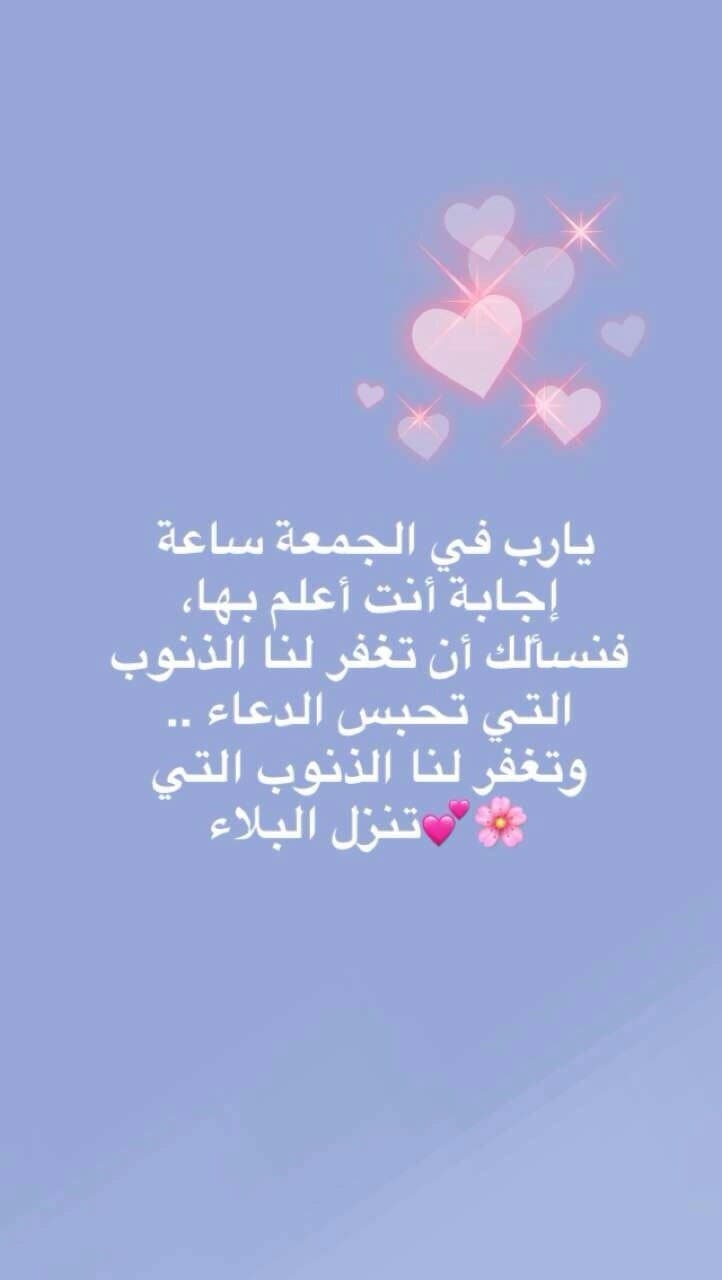 يارب في الجمعة ساعة
إجابة أنت أعلم بها،
فنسألك أن تغفر لنا الذنوب
التي تحبس الدعاء ..
وتغفر لنا الذنوب التي
🌸💕تنزل البلاء